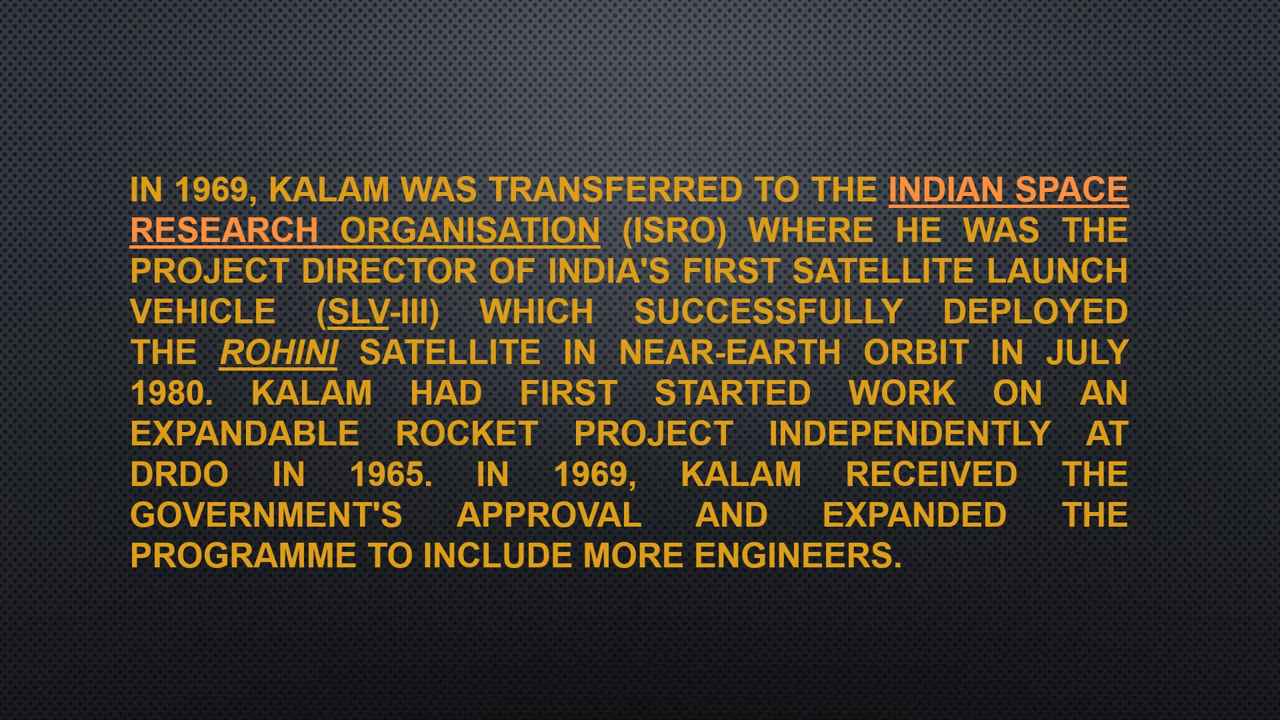 IN 1969, KALAM WAS TRANSFERRED TO THE INDIAN SPACE
RESEARCH ORGANISATION (ISRO) WHERE HE WAS THE
PROJECT DIRECTOR OF INDIA'S FIRST SATELLITE LAUNCH
VEHICLE (SLV-III) WHICH SUCCESSFULLY DEPLOYED
THE ROHINI SATELLITE IN NEAR-EARTH ORBIT IN JULY
1980. KALAM HAD FIRST STARTED WORK ON AN
EXPANDABLE ROCKET PROJECT INDEPENDENTLY AT
DRDO IN 1965. IN 1969, KALAM RECEIVED THE
GOVERNMENT'S APPROVAL AND EXPANDED THE
PROGRAMME TO INCLUDE MORE ENGINEERS.